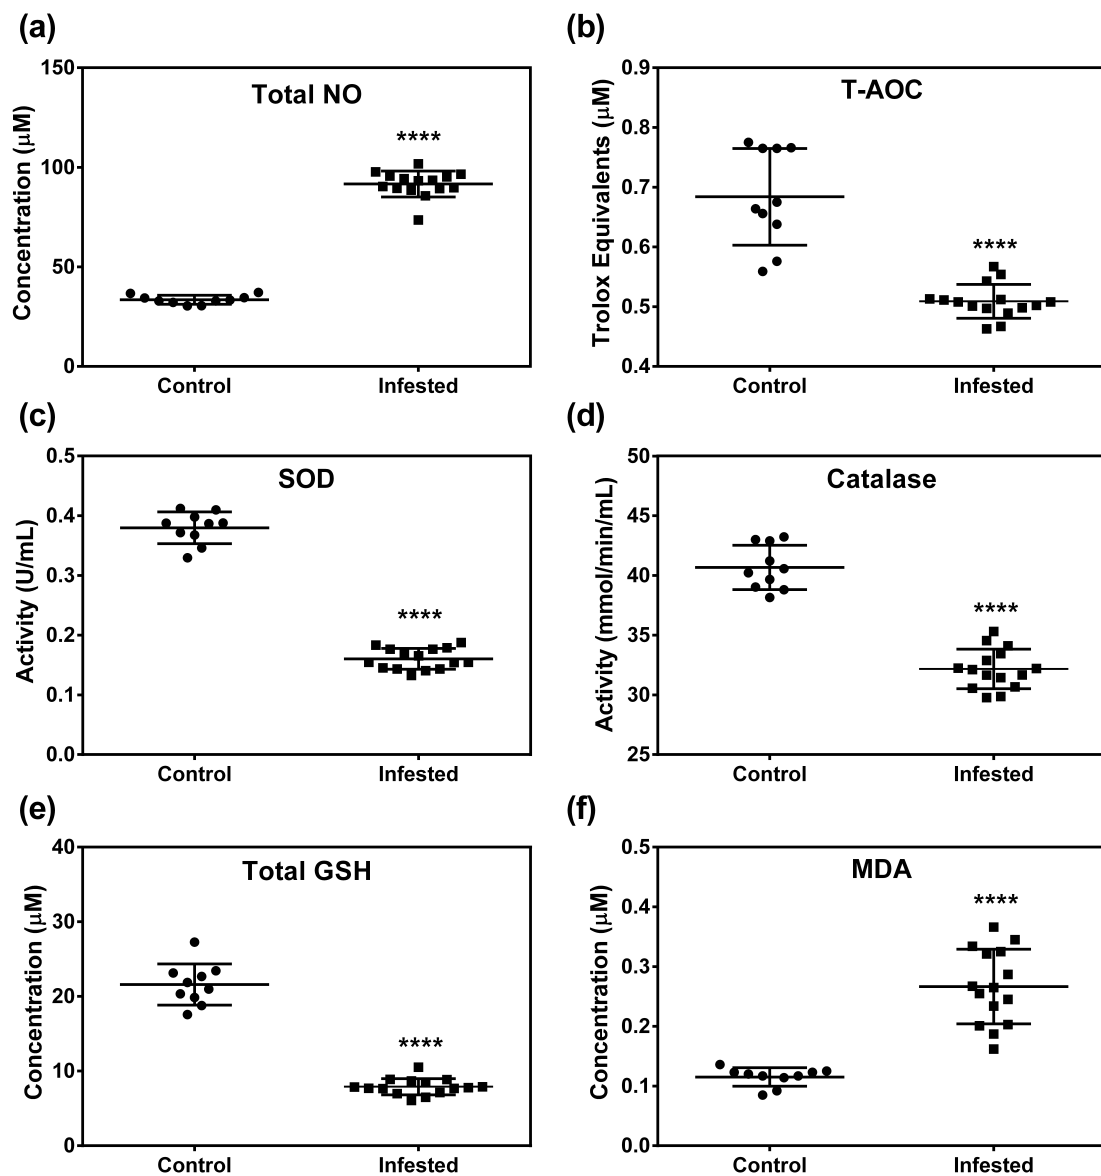 (a)
Total NO
Concentration (μM)
150
100
50
0
****
Control
Infested
(b)
T-AOC
Trolox Equivalents (μM)
0.9
0.8
0.7
0.6
0.5
0.4
****
Control
Infested
(c)
SOD
Activity (U/mL)
0.5
0.4
0.3
0.2
0.1
0.0
****
Control
Infested
(d)
Catalase
Activity (mmol/min/mL)
50
45
40
35
30
25
****
Control
Infested
(e)
Total GSH
Concentration (μM)
40
30
20
10
0
****
Control
Infested
(f)
MDA
Concentration (μM)
0.5
0.4
0.3
0.2
0.1
0.0
****
Control
Infested